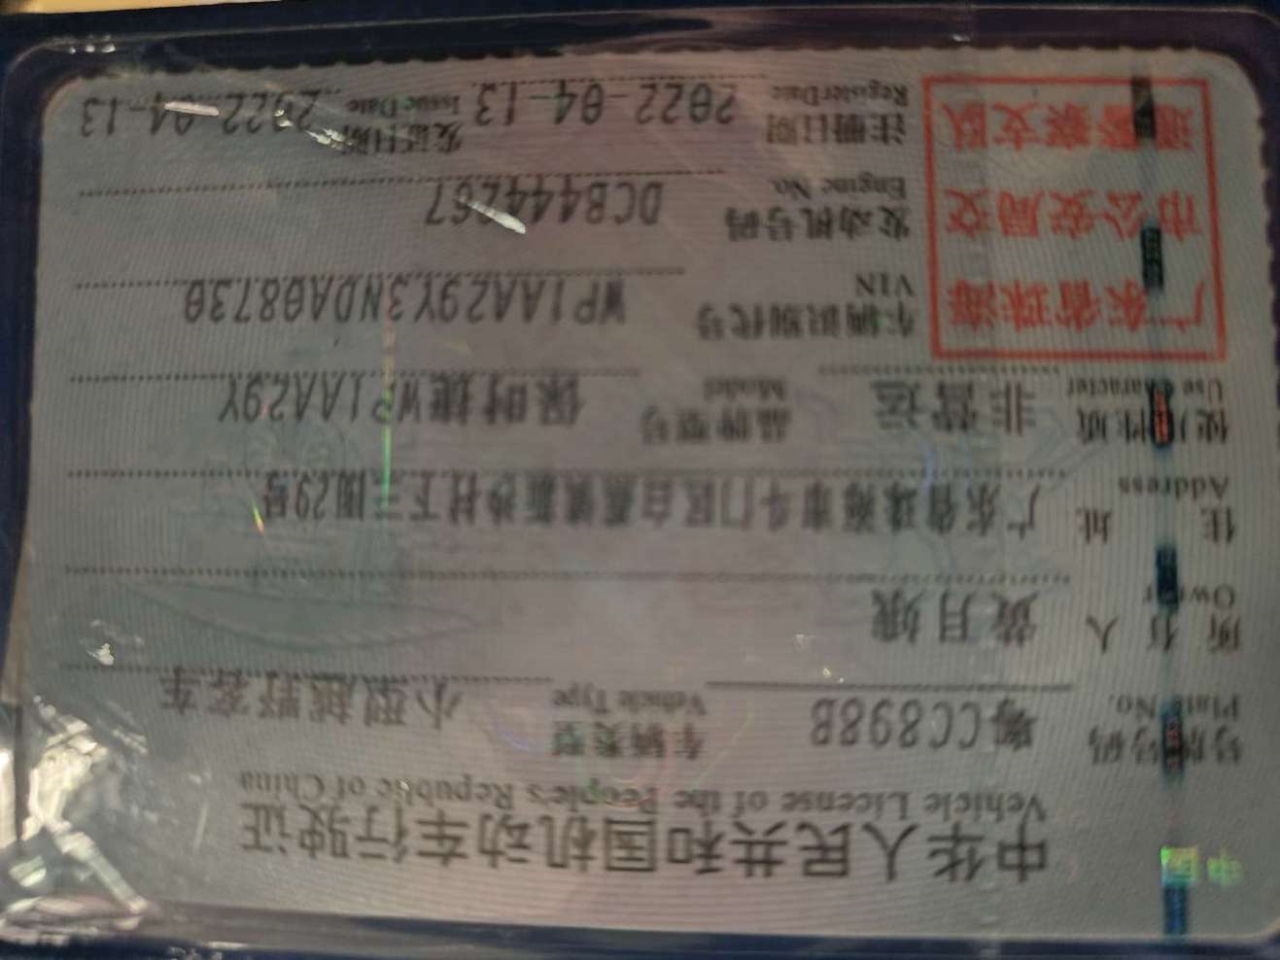 中国
中华人民共和国机动车行驶证
Vehicle License of the People's Republic of China
号牌号码 Plate No. 粤CC898B 车辆类型 Vehicle Type 小型越野客车
所有人 Owner 黄月娥
住址 Address 广东省珠海市斗门区白蕉镇新沙村下三围29号
使用性质 Use Character 非营运 品牌型号 Model 保时捷WP1AA29Y
广东省珠海
市公安局交
通警察支队
车辆识别代号 VIN WP1AA29Y3NDA08730
发动机号码 Engine No. DCB444267
注册日期 Register Date 2022-04-13 发证日期 Issue Date 2022-04-13